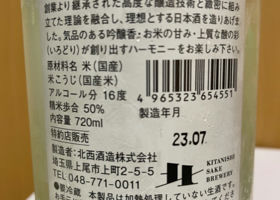 創業より継承された高度な醸造技術と緻密に組み
立てた理論を融合し、理想とする日本酒を造りあげまし
た。気品のある吟醸香・お米の甘み・上質な酸の彩
(いろどり)が創り出すハーモニーをお楽しみ下さい。
原材料名 米(国産)
米こうじ(国産米)
アルコール分 16度
精米歩合 50%
内容量 720ml
特約店販売
4965323654551
製造年月
23.07
製造者:北西酒造株式会社
埼玉県上尾市上町2-5-5
TEL 048-771-0011
KITANISHI
SAKE
BREWERY
●要冷蔵 ●本品は加熱処理していない生酒です。